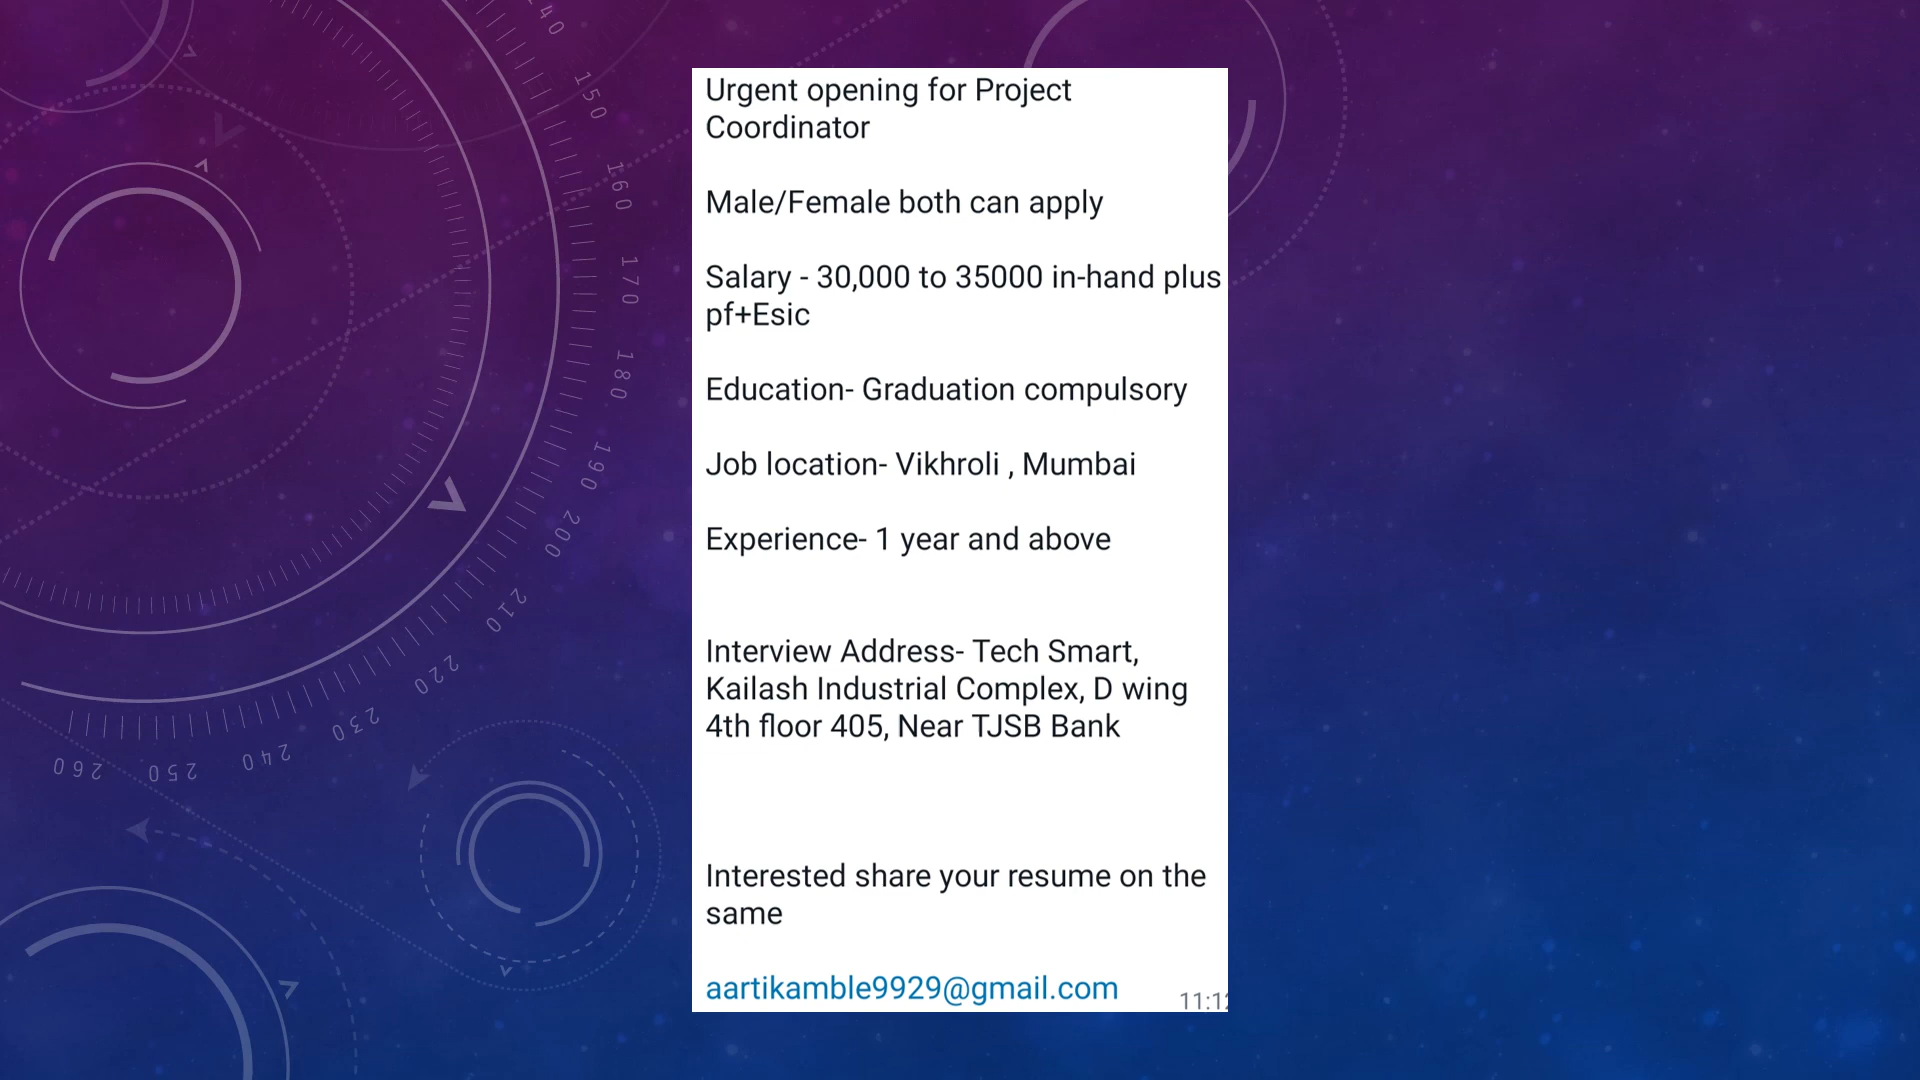 Urgent opening for Project
Coordinator
Male/Female both can apply
Salary - 30,000 to 35000 in-hand plus
pf+Esic
Education- Graduation compulsory
Job location- Vikhroli , Mumbai
Experience- 1 year and above
Interview Address- Tech Smart,
Kailash Industrial Complex, D wing
4th floor 405, Near TJSB Bank
Interested share your resume on the
same
aartikamble9929@gmail.com
140
150
160
170
180
190
200
210
220
230
240
250
260